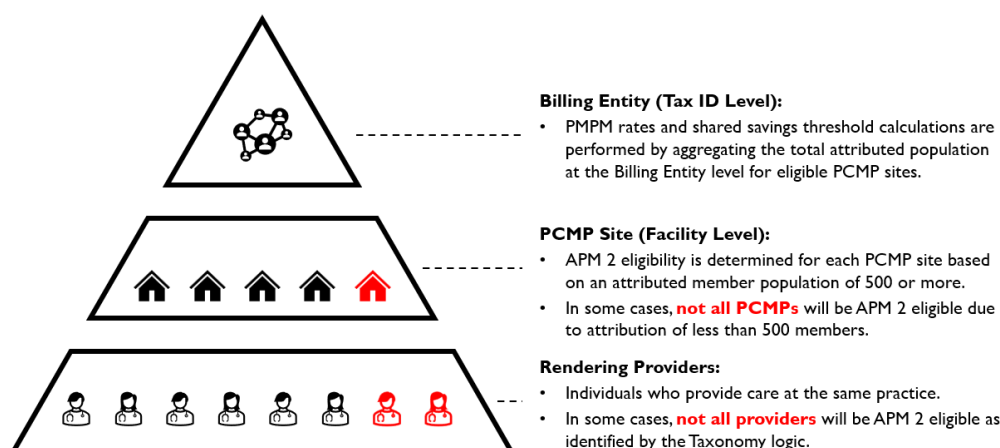 Billing Entity (Tax ID Level):
• PMPM rates and shared savings threshold calculations are
performed by aggregating the total attributed population
at the Billing Entity level for eligible PCMP sites.
PCMP Site (Facility Level):
• APM 2 eligibility is determined for each PCMP site based
on an attributed member population of 500 or more.
• In some cases, not all PCMPs will be APM 2 eligible due
to attribution of less than 500 members.
Rendering Providers:
• Individuals who provide care at the same practice.
• In some cases, not all providers will be APM 2 eligible as
identified by the Taxonomy logic.